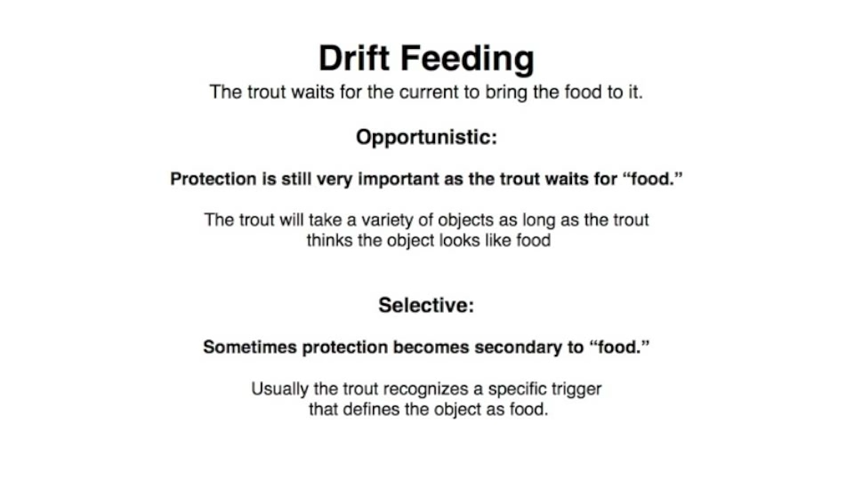 Drift Feeding
The trout waits for the current to bring the food to it.
Opportunistic:
Protection is still very important as the trout waits for “food.”
The trout will take a variety of objects as long as the trout
thinks the object looks like food
Selective:
Sometimes protection becomes secondary to “food.”
Usually the trout recognizes a specific trigger
that defines the object as food.